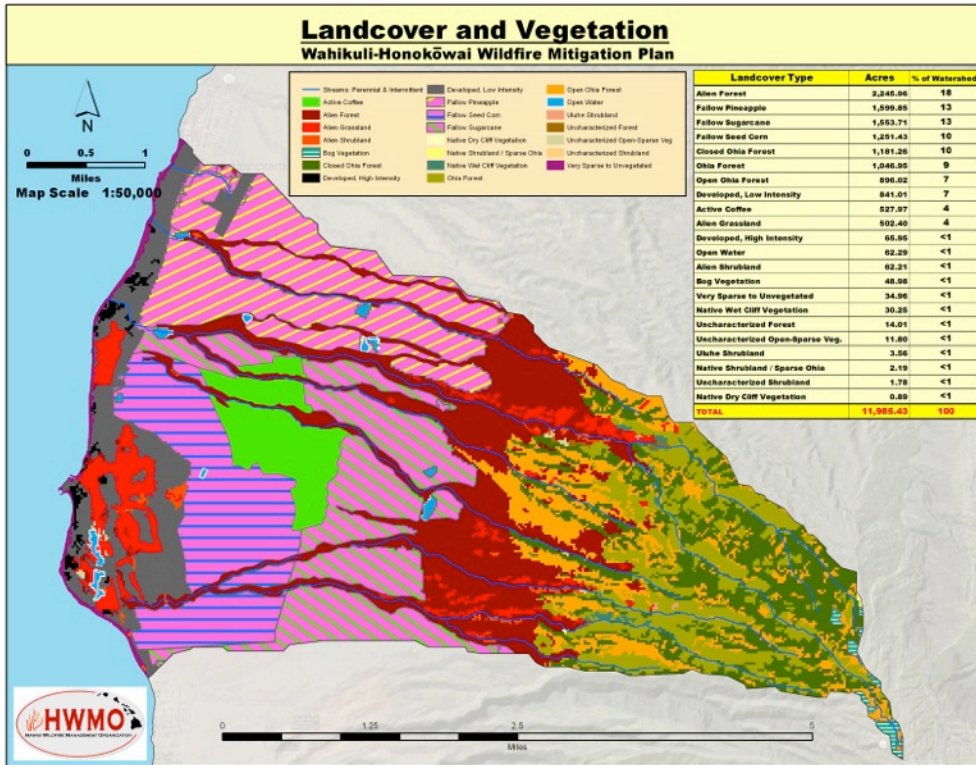 Landcover and Vegetation
Wahikuli-Honokōwai Wildfire Mitigation Plan
N
0 0.5 1
Miles
Map Scale 1:50,000
Streams: Perennial & Intermittent
Active Coffee
Alien Forest
Alien Grassland
Alien Shrubland
Bog Vegetation
Closed Ohia Forest
Developed, High Intensity
Developed, Low Intensity
Fallow Pineapple
Fallow Seed Corn
Fallow Sugarcane
Native Dry Cliff Vegetation
Native Shrubland / Sparse Ohia
Native Wet Cliff Vegetation
Ohia Forest
Open Ohia Forest
Open Water
Uluhe Shrubland
Uncharacterized Forest
Uncharacterized Open-Sparse Veg
Uncharacterized Shrubland
Very Sparse to Unvegetated
Landcover Type Acres % of Watershed
Alien Forest 2,245.96 18
Fallow Pineapple 1,599.85 13
Fallow Sugarcane 1,553.71 13
Fallow Seed Corn 1,251.43 10
Closed Ohia Forest 1,181.26 10
Ohia Forest 1,046.95 9
Open Ohia Forest 896.02 7
Developed, Low Intensity 841.01 7
Active Coffee 527.97 4
Alien Grassland 502.40 4
Developed, High Intensity 65.95 <1
Open Water 62.29 <1
Alien Shrubland 62.21 <1
Bog Vegetation 48.98 <1
Very Sparse to Unvegetated 34.96 <1
Native Wet Cliff Vegetation 30.25 <1
Uncharacterized Forest 14.01 <1
Uncharacterized Open-Sparse Veg. 11.80 <1
Uluhe Shrubland 3.56 <1
Native Shrubland / Sparse Ohia 2.19 <1
Uncharacterized Shrubland 1.78 <1
Native Dry Cliff Vegetation 0.89 <1
TOTAL 11,985.43 100
HWMO
HAWAII WILDFIRE MANAGEMENT ORGANIZATION
0 1.25 2.5 5
Miles